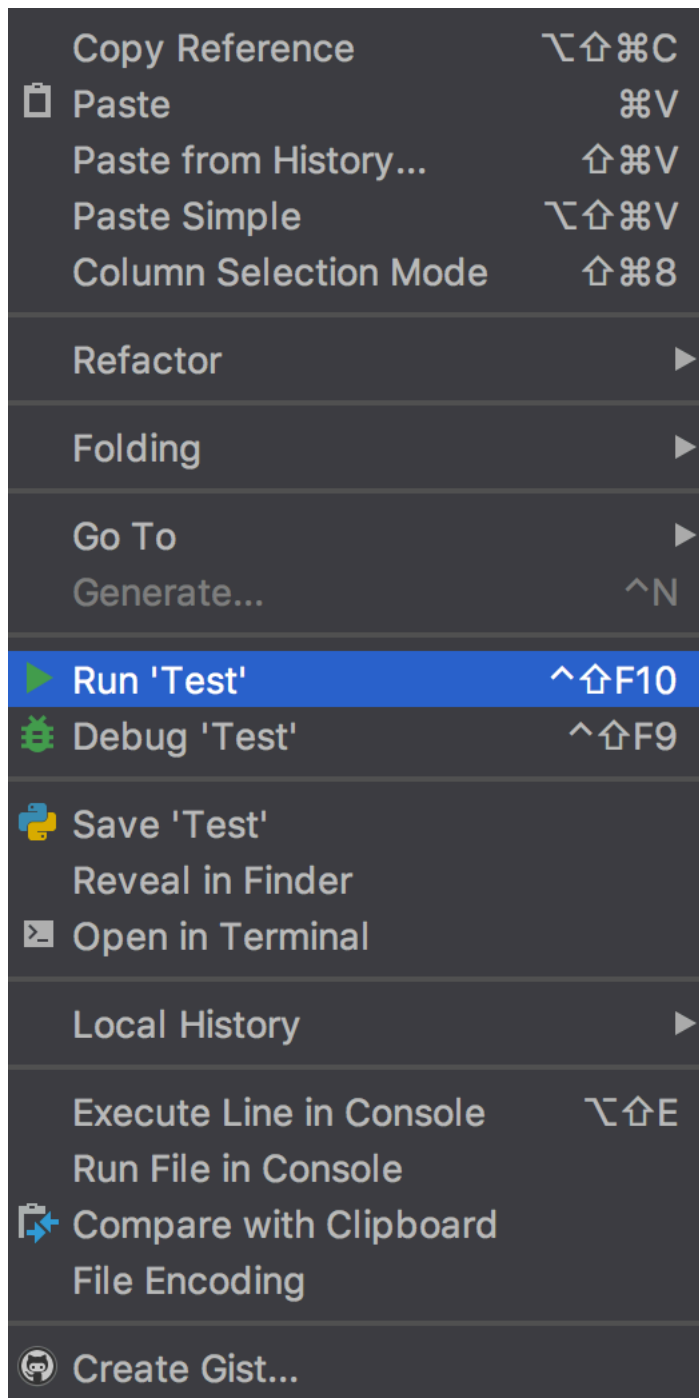 Copy Reference ⌥⇧⌘C
Paste ⌘V
Paste from History... ⇧⌘V
Paste Simple ⌥⇧⌘V
Column Selection Mode ⇧⌘8
Refactor ▶
Folding ▶
Go To ▶
Generate... ^N
Run 'Test' ^⇧F10
Debug 'Test' ^⇧F9
Save 'Test'
Reveal in Finder
Open in Terminal
Local History ▶
Execute Line in Console ⌥⇧E
Run File in Console
Compare with Clipboard
File Encoding
Create Gist...